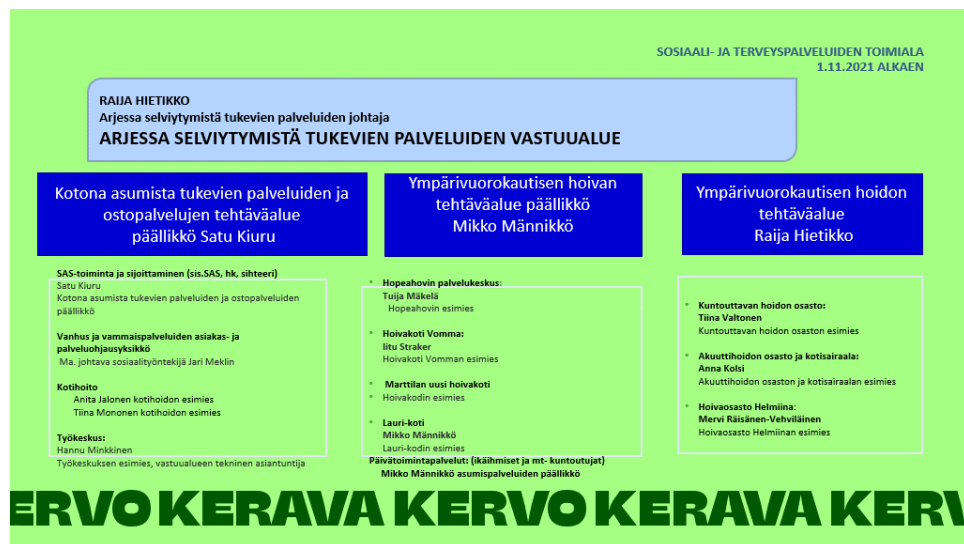 SOSIAALI- JA TERVEYSPALVELUIDEN TOIMIALA
1.11.2021 ALKAEN
RAIJA HIETIKKO
Arjessa selviytymistä tukevien palveluiden johtaja
ARJESSA SELVIYTYMISTÄ TUKEVIEN PALVELUIDEN VASTUUALUE
Kotona asumista tukevien palveluiden ja
ostopalvelujen tehtäväalue
päällikkö Satu Kiuru
SAS-toiminta ja sijoittaminen (sis.SAS, hk, sihteeri)
Satu Kiuru
Kotona asumista tukevien palveluiden ja ostopalveluiden
päällikkö
Vanhus ja vammaispalveluiden asiakas- ja
palveluohjausyksikkö
Ma. johtava sosiaalityöntekijä Jari Meklin
Kotihoito
Anita Jalonen kotihoidon esimies
Tiina Mononen kotihoidon esimies
Työkeskus:
Hannu Minkkinen
Työkeskuksen esimies, vastuualueen tekninen asiantuntija
Ympärivuorokautisen hoivan
tehtäväalue päällikkö
Mikko Männikkö
• Hopeahovin palvelukeskus:
Tuija Mäkelä
Hopeahovin esimies
• Hoivakoti Vomma:
Iitu Straker
Hoivakoti Vomman esimies
• Marttilan uusi hoivakoti
• Hoivakodin esimies
• Lauri-koti
Mikko Männikkö
Lauri-kodin esimies
Päivätoimintapalvelut: (ikäihmiset ja mt- kuntoutujat)
Mikko Männikkö asumispalveluiden päällikkö
Ympärivuorokautisen hoidon
tehtäväalue
Raija Hietikko
• Kuntouttavan hoidon osasto:
Tiina Valtonen
Kuntouttavan hoidon osaston esimies
• Akuuttihoidon osasto ja kotisairaala:
Anna Kolsi
Akuuttihoidon osaston ja kotisairaalan esimies
• Hoivaosasto Helmiina:
Mervi Räisänen-Vehviläinen
Hoivaosasto Helmiinan esimies
ERVO KERAVA KERVO KERAVA KERV